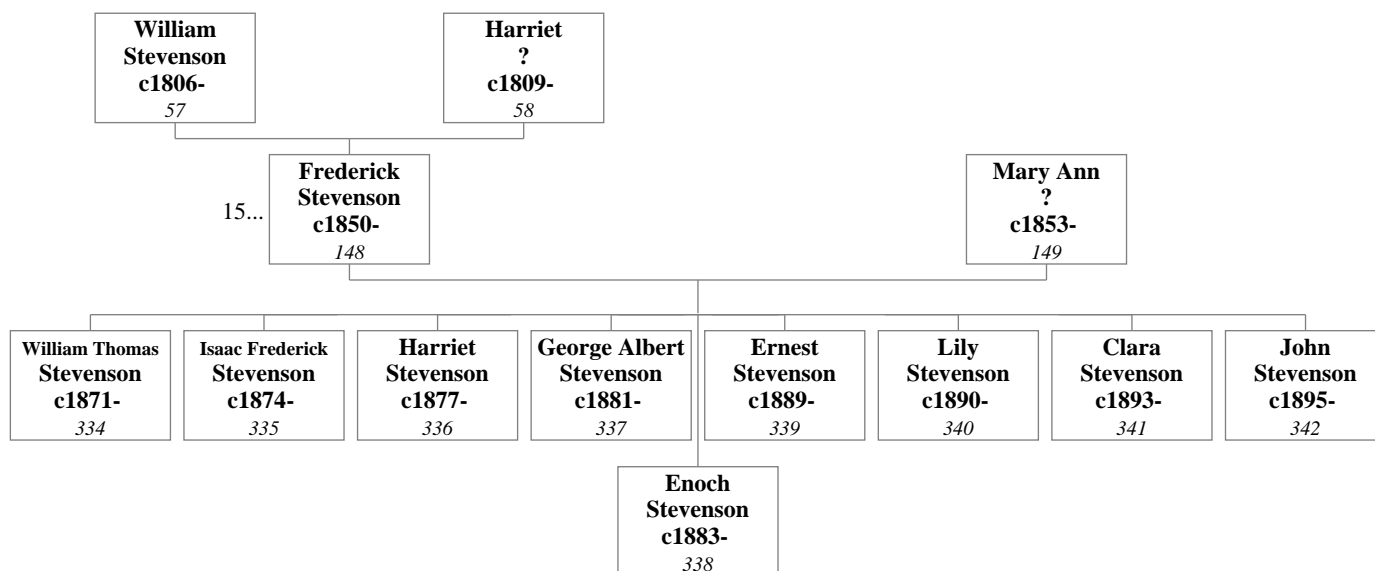 William
Stevenson
c1806-
57
Harriet
?
c1809-
58
15...
Frederick
Stevenson
c1850-
148
Mary Ann
?
c1853-
149
William Thomas
Stevenson
c1871-
334
Isaac Frederick
Stevenson
c1874-
335
Harriet
Stevenson
c1877-
336
George Albert
Stevenson
c1881-
337
Ernest
Stevenson
c1889-
339
Lily
Stevenson
c1890-
340
Clara
Stevenson
c1893-
341
John
Stevenson
c1895-
342
Enoch
Stevenson
c1883-
338